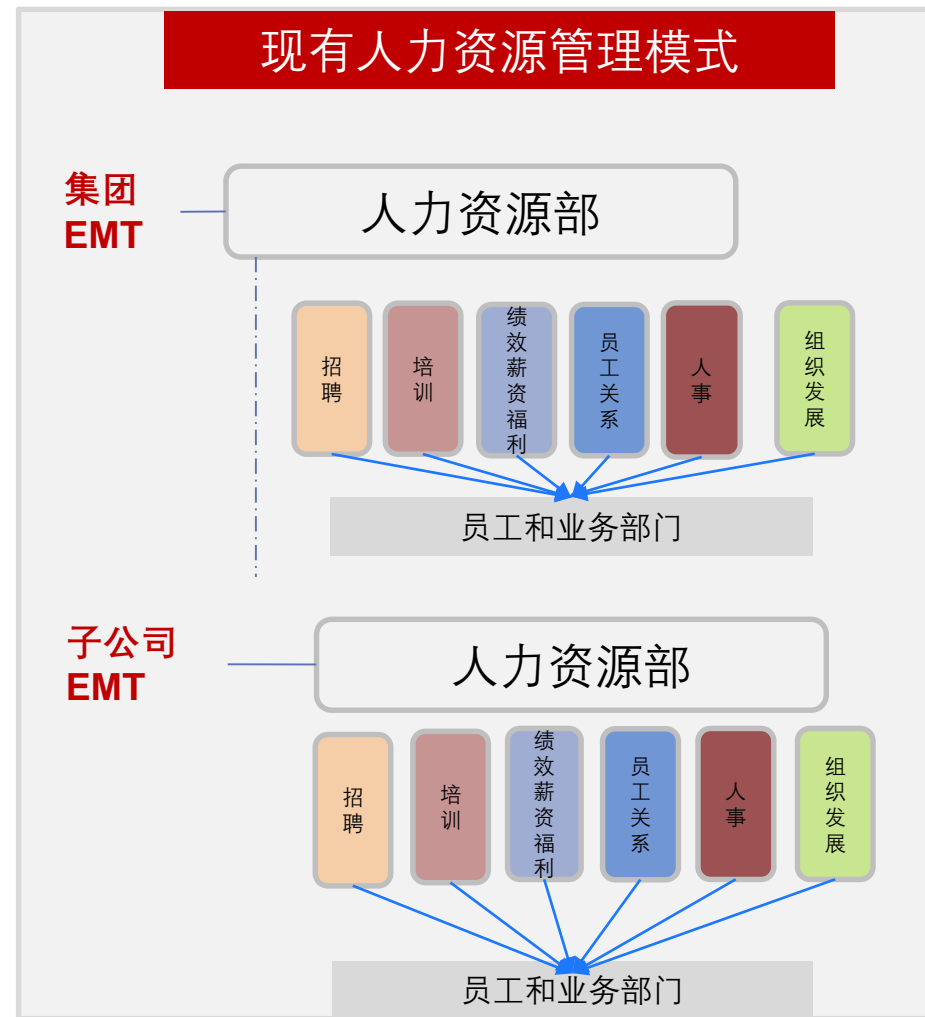 现有人力资源管理模式
集团
EMT
人力资源部
招聘
培训
绩效薪资福利
员工关系
人事
组织发展
员工和业务部门
子公司
EMT
人力资源部
招聘
培训
绩效薪资福利
员工关系
人事
组织发展
员工和业务部门